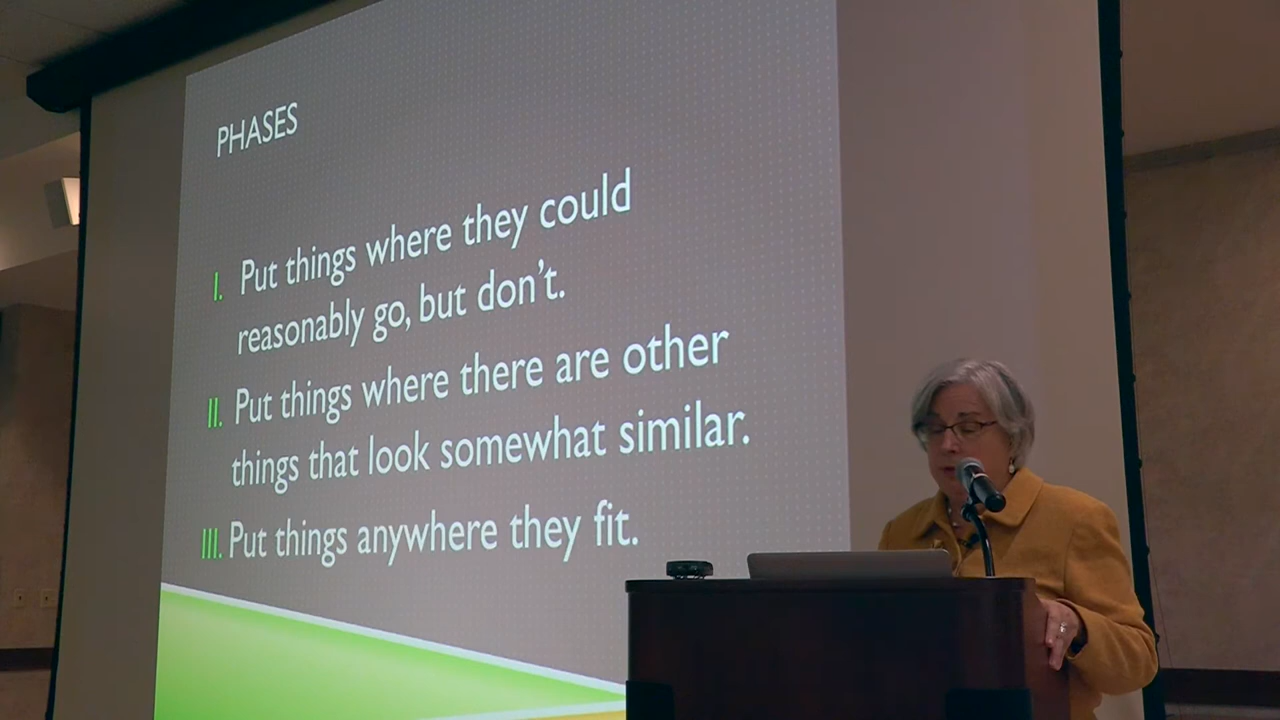 PHASES
I. Put things where they could
reasonably go, but don't.
II. Put things where there are other
things that look somewhat similar.
III. Put things anywhere they fit.